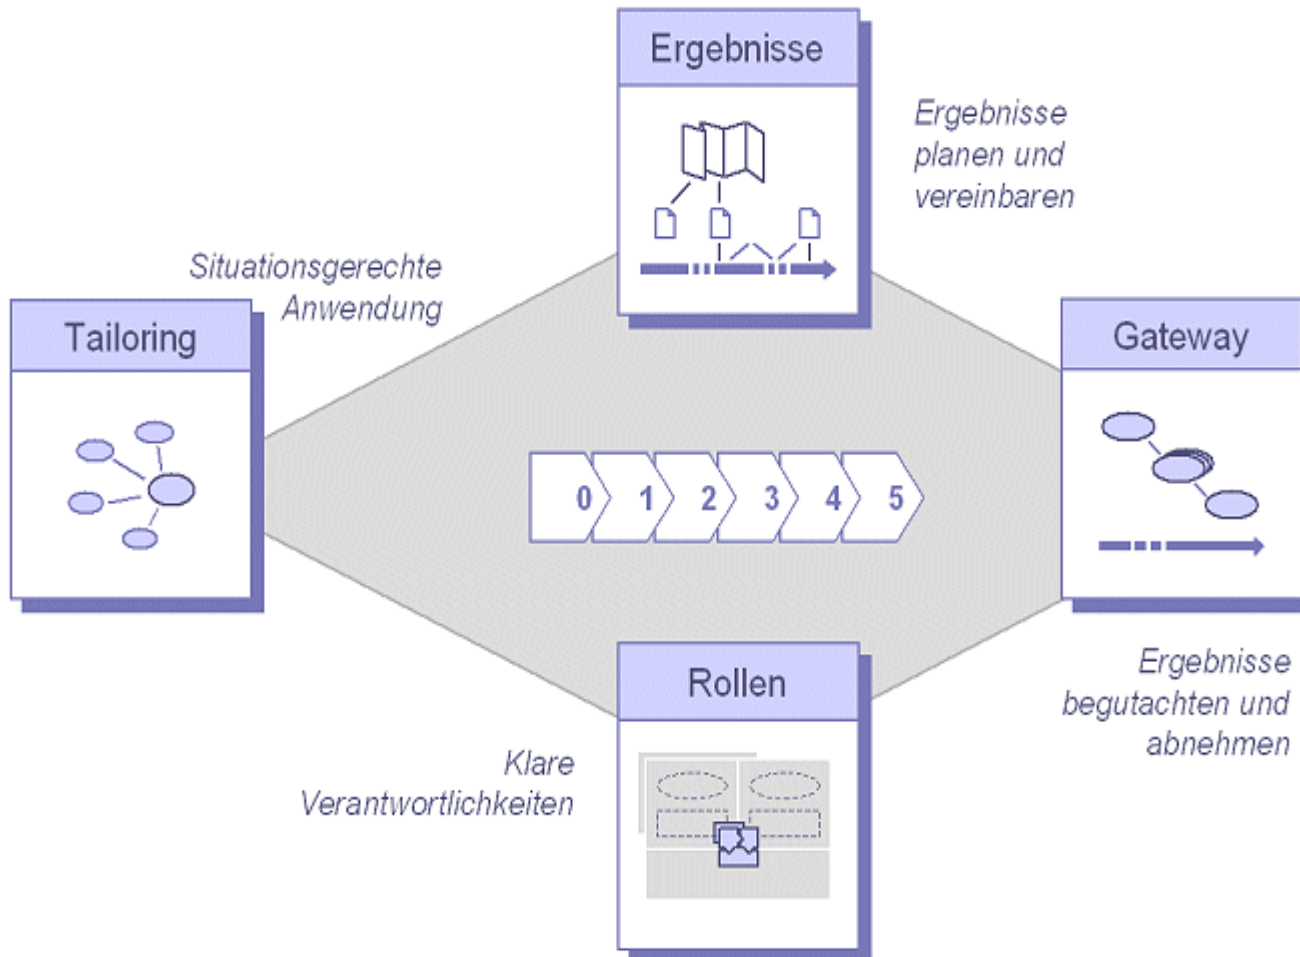 Ergebnisse
Ergebnisse
planen und
vereinbaren
Situationsgerechte
Anwendung
Tailoring
Gateway
0 1 2 3 4 5
Rollen
Ergebnisse
begutachten und
abnehmen
Klare
Verantwortlichkeiten